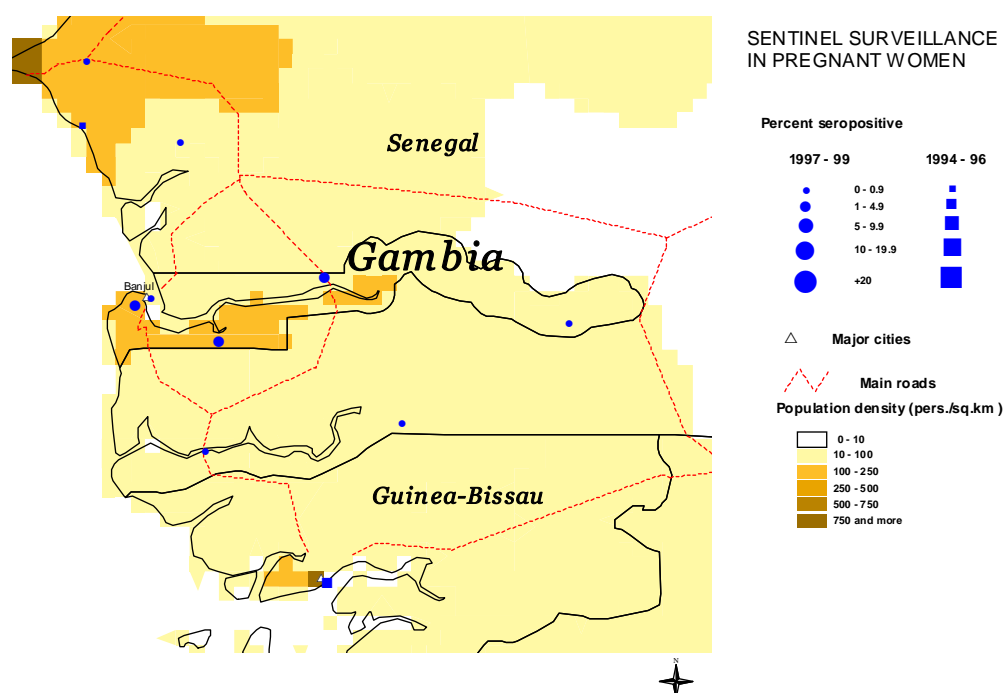 SENTINEL SURVEILLANCE
IN PREGNANT WOMEN
Percent seropositive
1997 - 99 1994 - 96
0 - 0.9
1 - 4.9
5 - 9.9
10 - 19.9
+20
Major cities
Main roads
Population density (pers./sq.km )
0 - 10
10 - 100
100 - 250
250 - 500
500 - 750
750 and more
Senegal
Gambia
Banjul
Guinea-Bissau
N